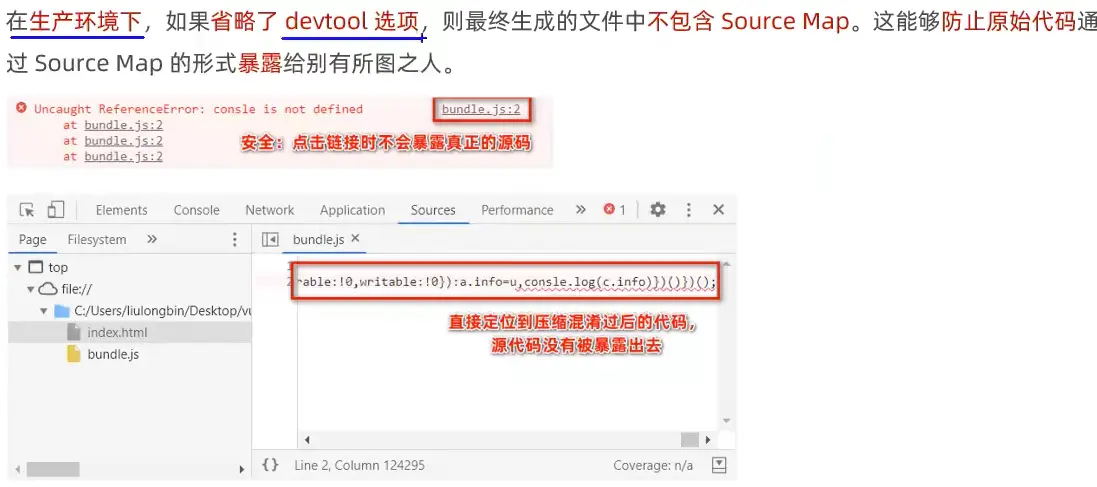 在生产环境下，如果省略了 devtool 选项，则最终生成的文件中不包含 Source Map。这能够防止原始代码通
过 Source Map 的形式暴露给别有所图之人。
Uncaught ReferenceError: consle is not defined bundle.js:2
at bundle.js:2
at bundle.js:2
at bundle.js:2
安全：点击链接时不会暴露真正的源码
Elements Console Network Application Sources Performance » 1
Page Filesystem » bundle.js ×
top
file://
C:/Users/liulongbin/Desktop/vu
index.html
bundle.js
1
2 rable:!0,writable:!0}):a.info=u,consle.log(c.info)})()})();
直接定位到压缩混淆过后的代码，
源代码没有被暴露出去
{} Line 2, Column 124295 Coverage: n/a